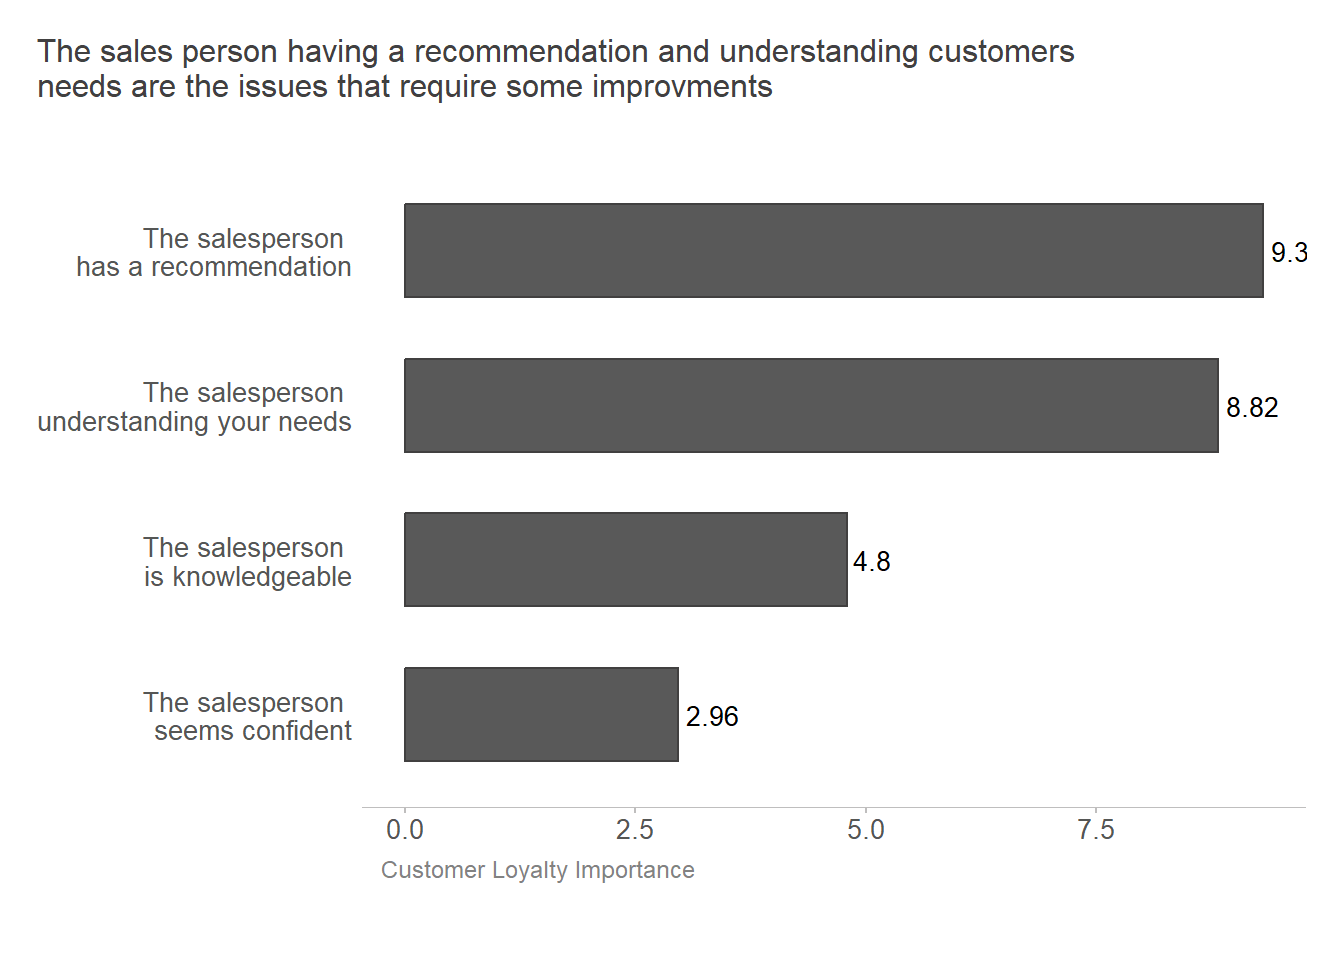 The sales person having a recommendation and understanding customers
needs are the issues that require some improvments
The salesperson
has a recommendation
9.3
The salesperson
understanding your needs
8.82
The salesperson
is knowledgeable
4.8
The salesperson
seems confident
2.96
0.0 2.5 5.0 7.5
Customer Loyalty Importance